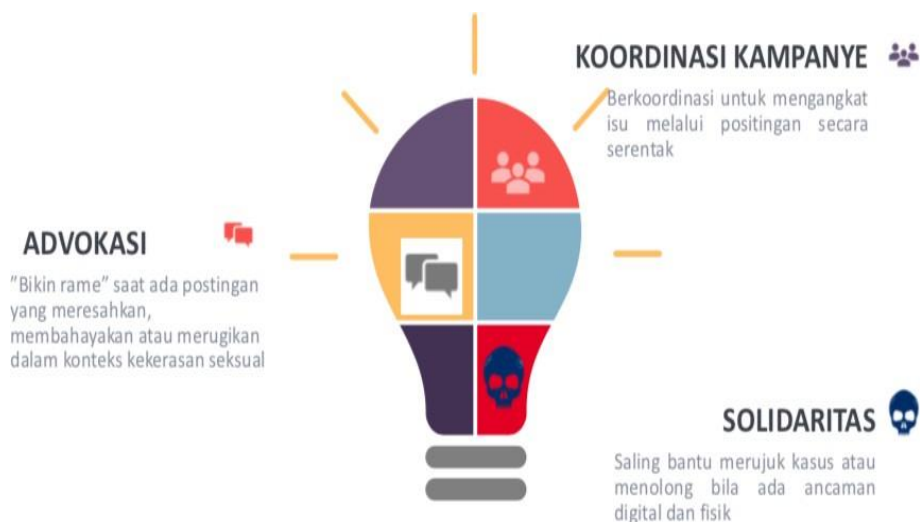 KOORDINASI KAMPANYE
Berkoordinasi untuk mengangkat
isu melalui positingan secara
serentak
ADVOKASI
"Bikin rame" saat ada postingan
yang meresahkan,
membahayakan atau merugikan
dalam konteks kekerasan seksual
SOLIDARITAS
Saling bantu merujuk kasus atau
menolong bila ada ancaman
digital dan fisik